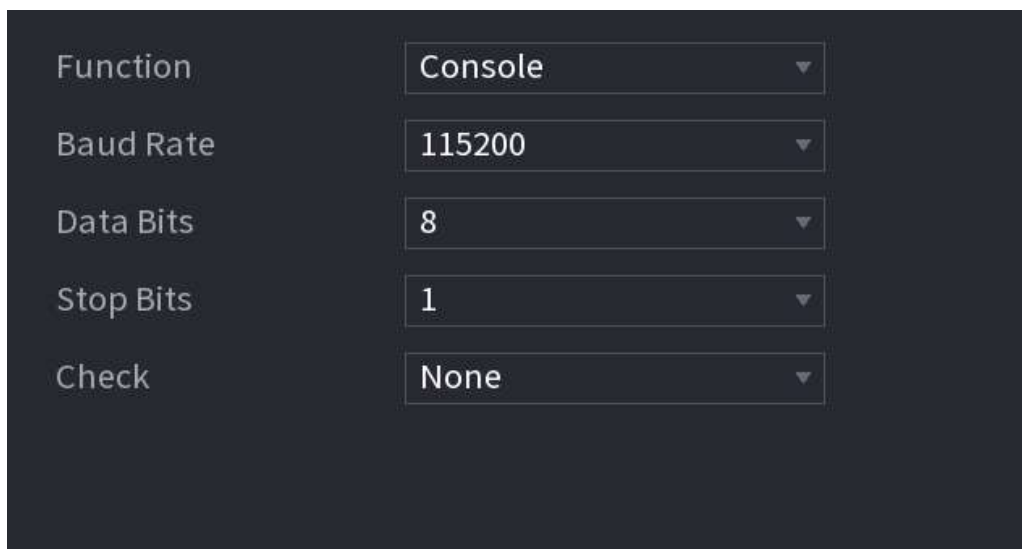 Function Console
Baud Rate 115200
Data Bits 8
Stop Bits 1
Check None